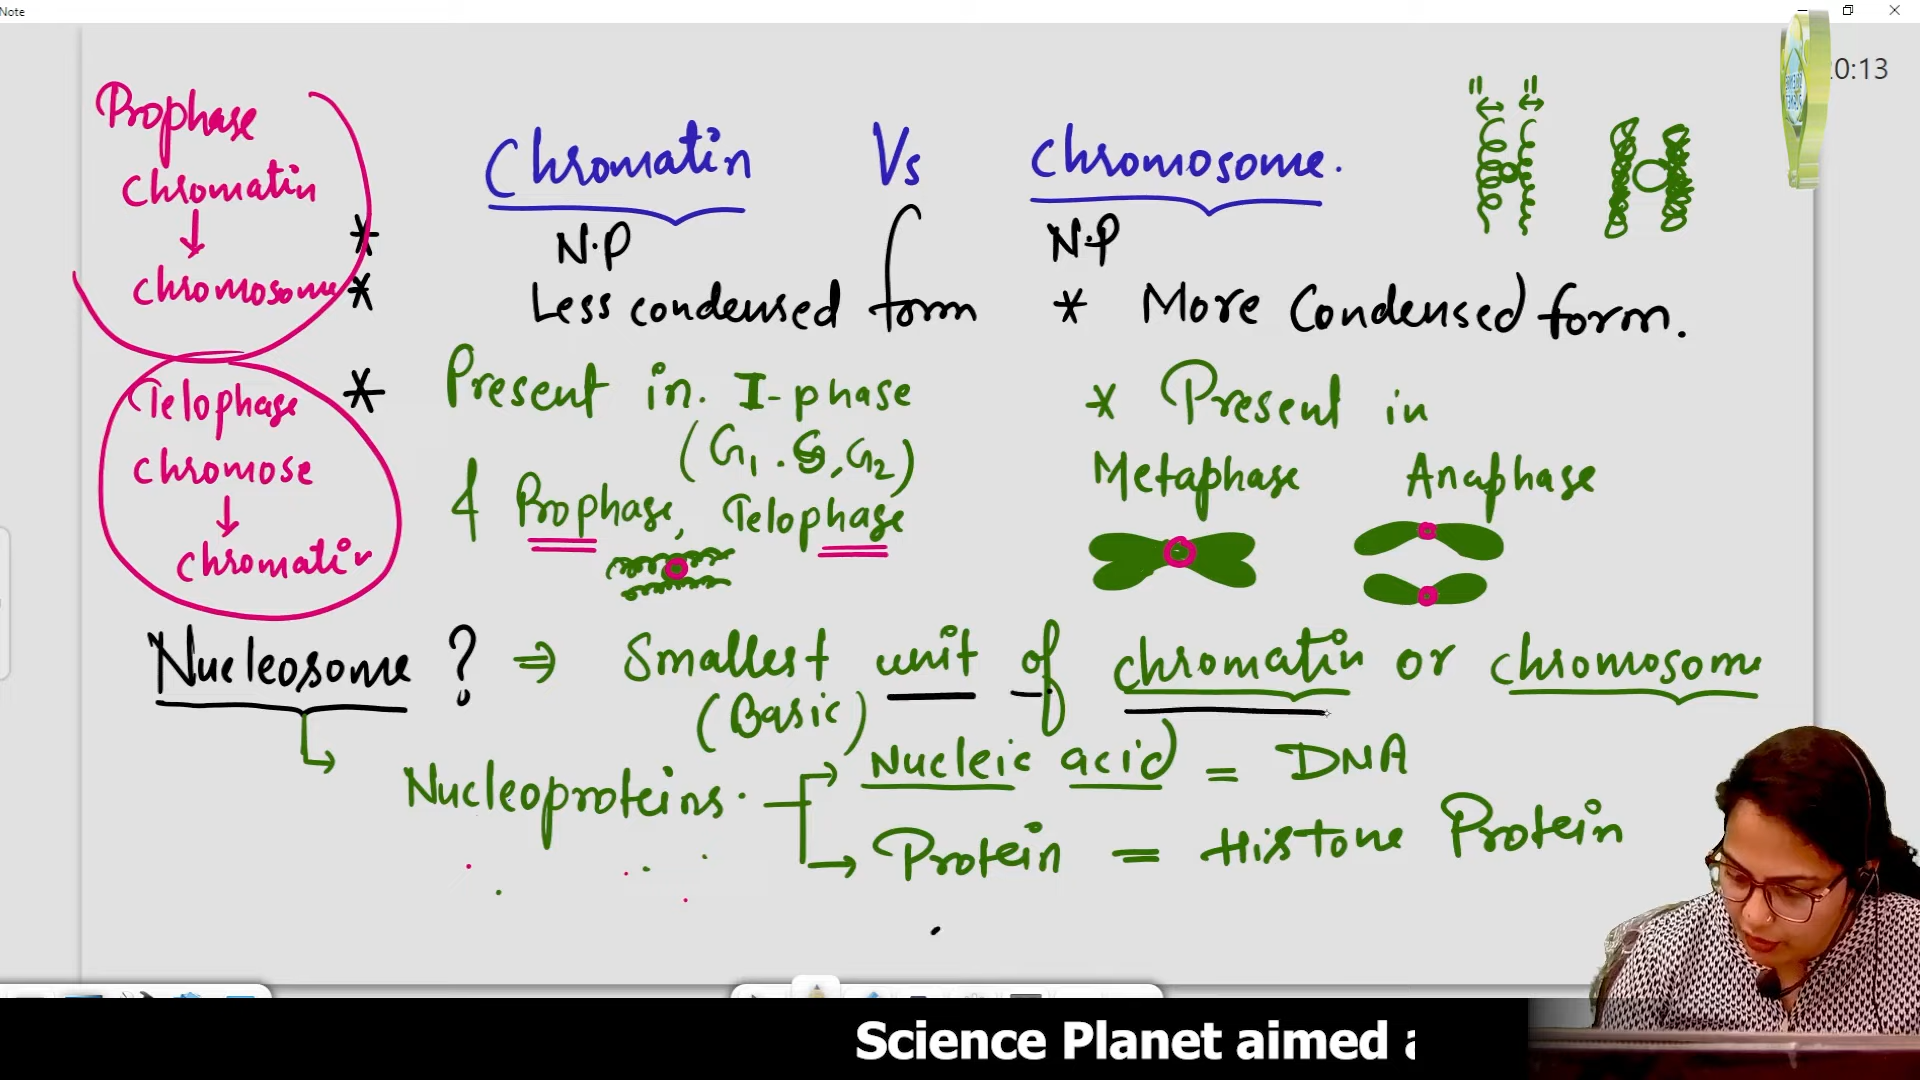 Note
20:13
Prophase
Chromatin
↓
Chromosome
Telophase
Chromose
↓
Chromatin
Chromatin Vs Chromosome.
* N.P N.P
* Less condensed form * More Condensed form.
* Present in. I-phase * Present in
(G1 . S, G2)
& Prophase, Telophase
Metaphase Anaphase
Nucleosome ? ⇒ Smallest unit of chromatin or chromosome
(Basic)
Nucleoproteins. → Nucleic acid = DNA
→ Protein = Histone Protein
Science Planet aimed